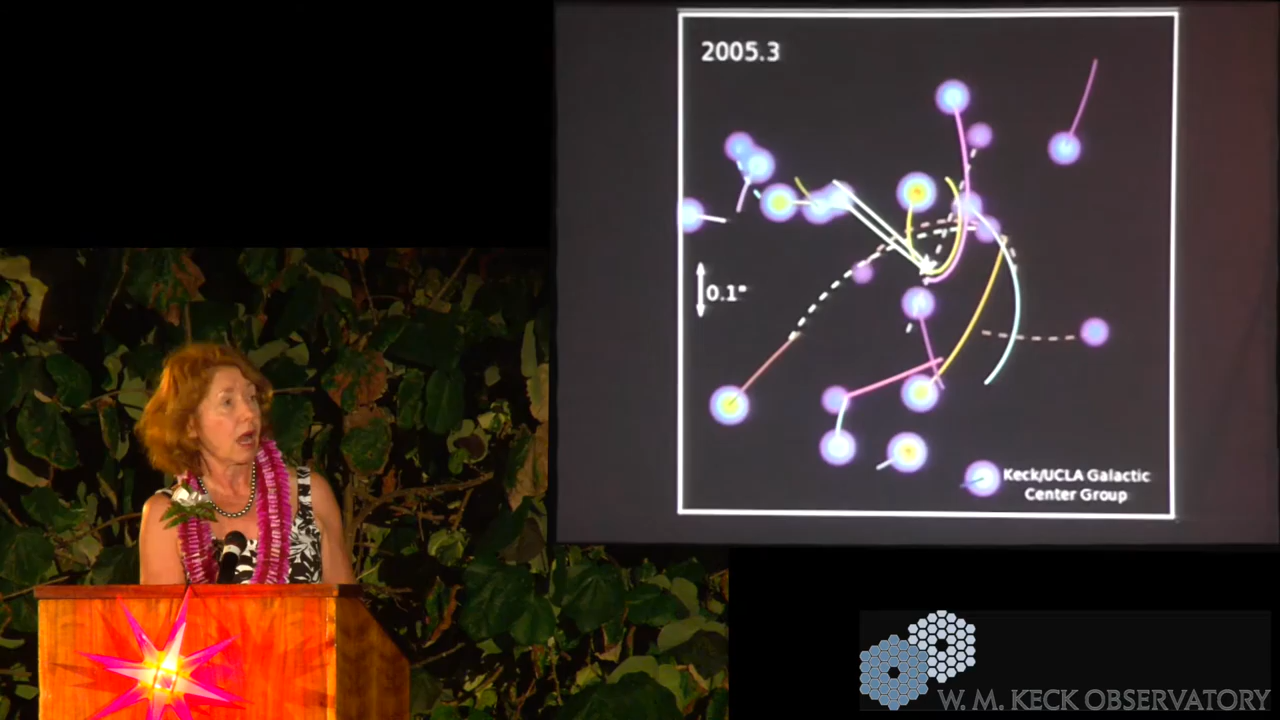 2005.3
0.1"
Keck/UCLA Galactic
Center Group
W. M. KECK OBSERVATORY